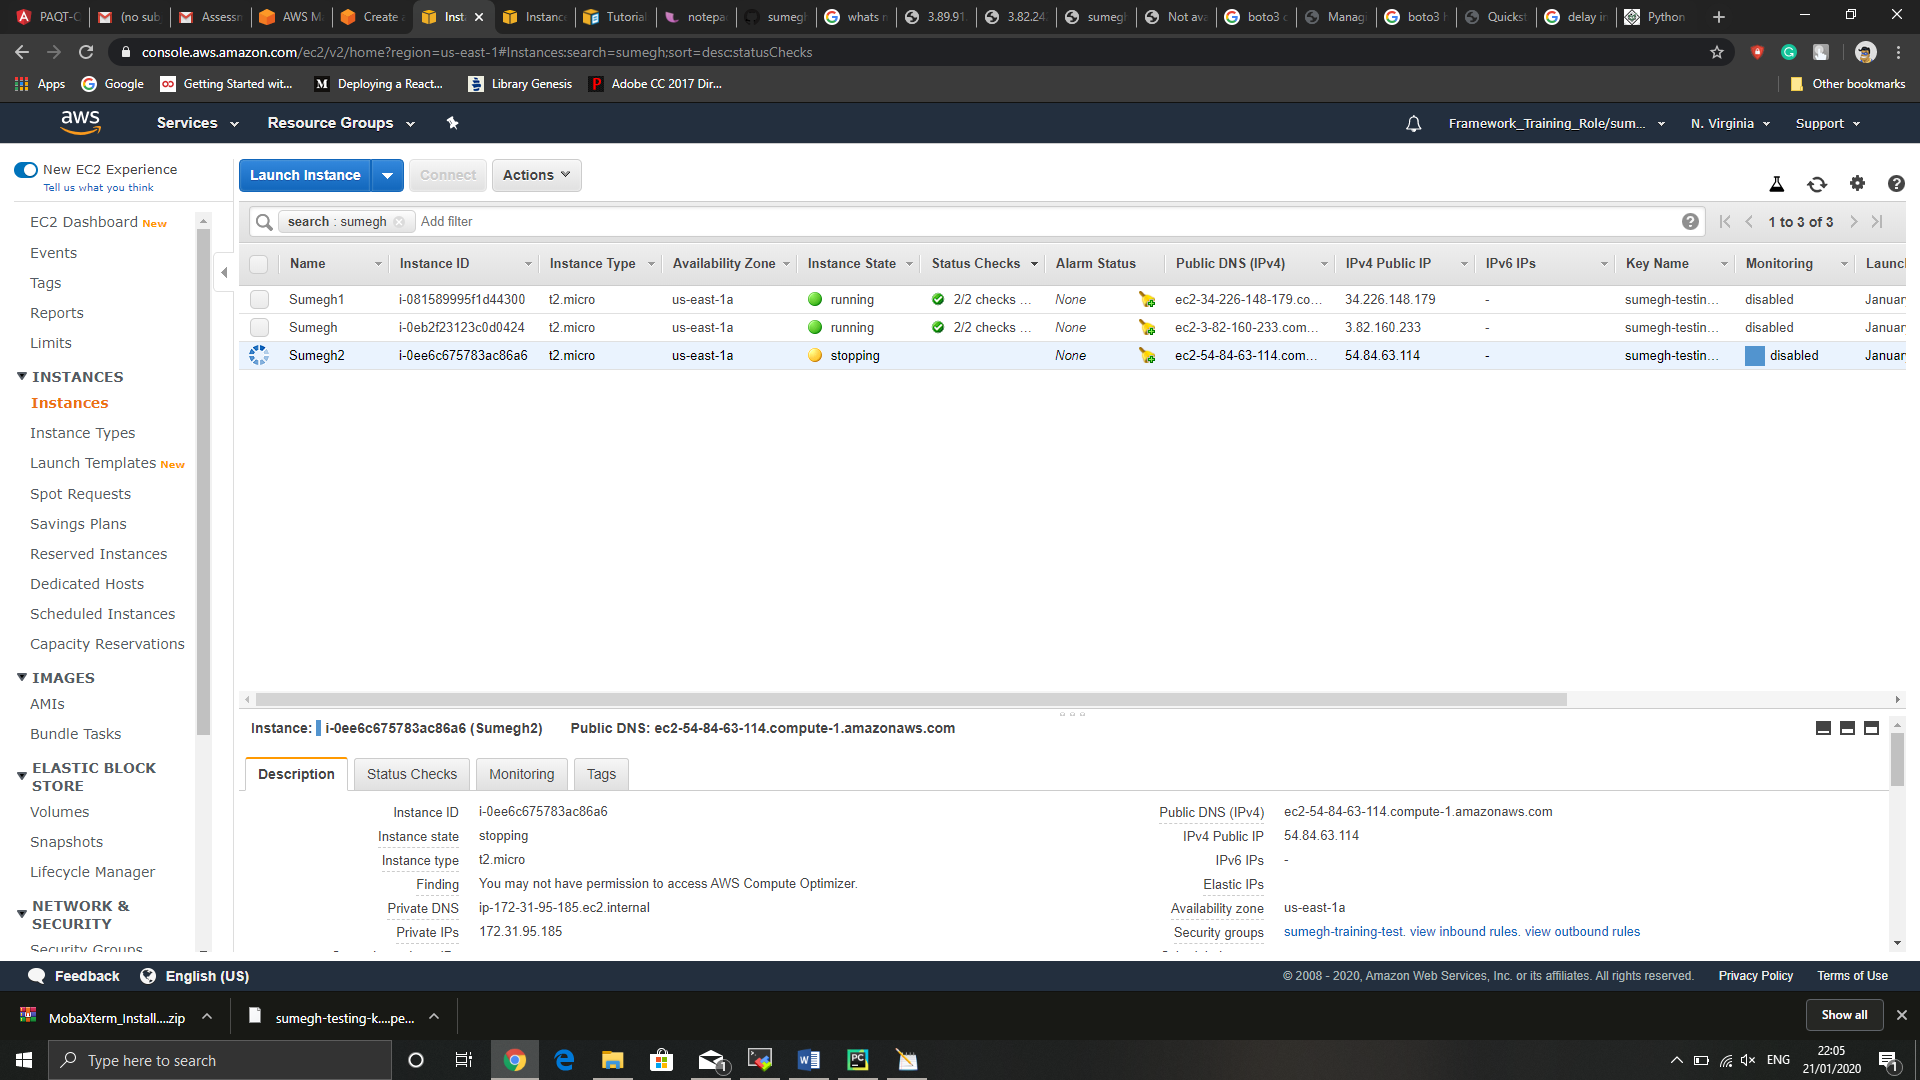 PAQT-C (no sub Assessn AWS M Create Inst Instance Tutorial notepa sumegh whats n 3.89.91. 3.82.24 sumegh Not ava boto3 c Manag boto3 h Quickst delay in Python
console.aws.amazon.com/ec2/v2/home?region=us-east-1#Instances:search=sumegh;sort=desc:statusChecks
Apps Google Getting Started wit... Deploying a React... Library Genesis Adobe CC 2017 Dir... Other bookmarks
aws Services Resource Groups Framework_Training_Role/sum... N. Virginia Support
New EC2 Experience
Tell us what you think
Launch Instance Connect Actions
EC2 Dashboard New
Events
Tags
Reports
Limits
INSTANCES
Instances
Instance Types
Launch Templates New
Spot Requests
Savings Plans
Reserved Instances
Dedicated Hosts
Scheduled Instances
Capacity Reservations
IMAGES
AMIs
Bundle Tasks
ELASTIC BLOCK
STORE
Volumes
Snapshots
Lifecycle Manager
NETWORK &
SECURITY
Security Groups
search : sumegh Add filter 1 to 3 of 3
Name Instance ID Instance Type Availability Zone Instance State Status Checks Alarm Status Public DNS (IPv4) IPv4 Public IP IPv6 IPs Key Name Monitoring Launc
Sumegh1 i-081589995f1d44300 t2.micro us-east-1a running 2/2 checks ... None ec2-34-226-148-179.co... 34.226.148.179 - sumegh-testin... disabled Januar
Sumegh i-0eb2f23123c0d0424 t2.micro us-east-1a running 2/2 checks ... None ec2-3-82-160-233.com... 3.82.160.233 - sumegh-testin... disabled Januar
Sumegh2 i-0ee6c675783ac86a6 t2.micro us-east-1a stopping None ec2-54-84-63-114.com... 54.84.63.114 - sumegh-testin... disabled Januar
Instance: i-0ee6c675783ac86a6 (Sumegh2) Public DNS: ec2-54-84-63-114.compute-1.amazonaws.com
Description Status Checks Monitoring Tags
Instance ID i-0ee6c675783ac86a6 Public DNS (IPv4) ec2-54-84-63-114.compute-1.amazonaws.com
Instance state stopping IPv4 Public IP 54.84.63.114
Instance type t2.micro IPv6 IPs -
Finding You may not have permission to access AWS Compute Optimizer. Elastic IPs
Private DNS ip-172-31-95-185.ec2.internal Availability zone us-east-1a
Private IPs 172.31.95.185 Security groups sumegh-training-test. view inbound rules. view outbound rules
Feedback English (US) © 2008 - 2020, Amazon Web Services, Inc. or its affiliates. All rights reserved. Privacy Policy Terms of Use
MobaXterm_Install....zip sumegh-testing-k....pe... Show all
Type here to search ENG 22:05
21/01/2020